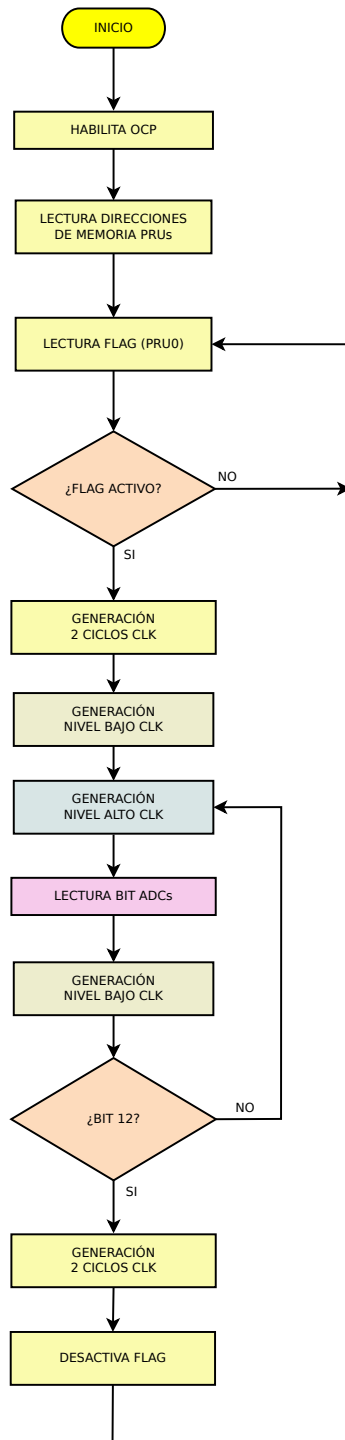 INICIO
HABILITA OCP
LECTURA DIRECCIONES
DE MEMORIA PRUs
LECTURA FLAG (PRU0)
¿FLAG ACTIVO?
NO
SI
GENERACIÓN
2 CICLOS CLK
GENERACIÓN
NIVEL BAJO CLK
GENERACIÓN
NIVEL ALTO CLK
LECTURA BIT ADCs
GENERACIÓN
NIVEL BAJO CLK
¿BIT 12?
NO
SI
GENERACIÓN
2 CICLOS CLK
DESACTIVA FLAG